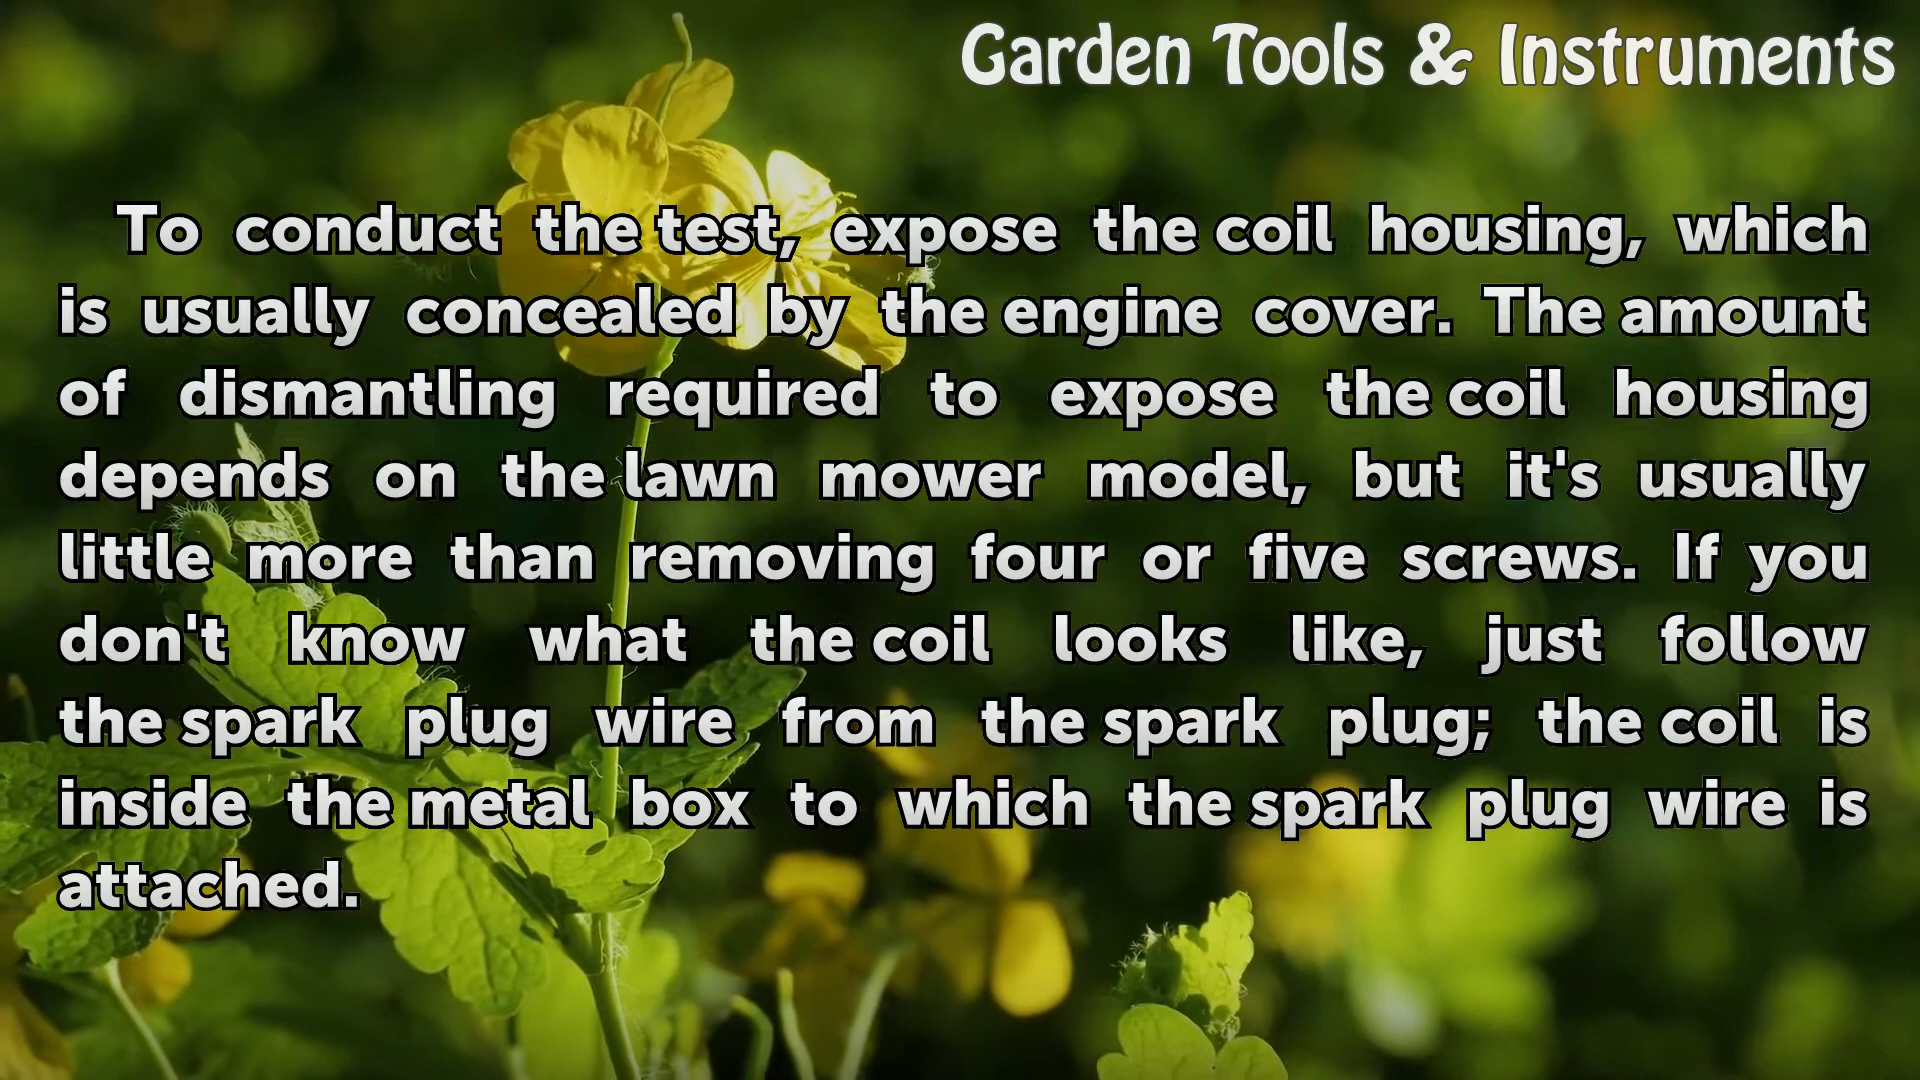 Garden Tools & Instruments
To conduct the test, expose the coil housing, which
is usually concealed by the engine cover. The amount
of dismantling required to expose the coil housing
depends on the lawn mower model, but it's usually
little more than removing four or five screws. If you
don't know what the coil looks like, just follow
the spark plug wire from the spark plug; the coil is
inside the metal box to which the spark plug wire is
attached.